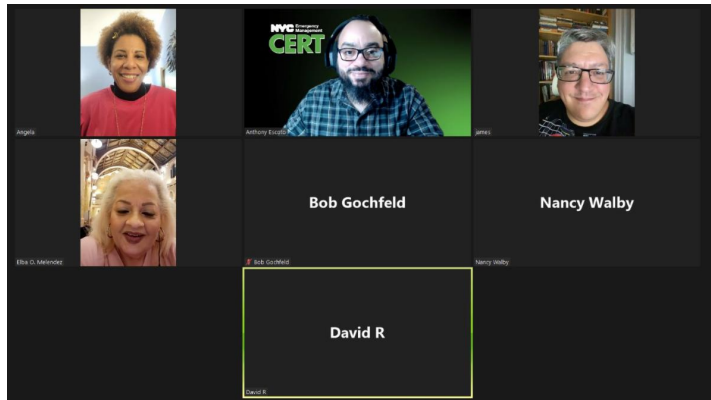 NYC Emergency
Management
CERT
Angela
Anthony Escoto
james
Bob Gochfeld
Nancy Walby
Elba O. Melendez
Bob Gochfeld
Nancy Walby
David R
David R